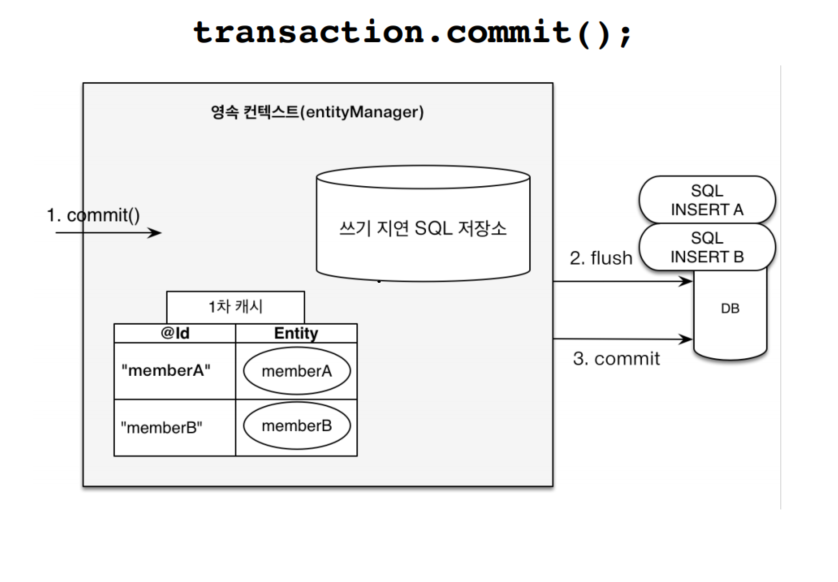 transaction.commit();
영속 컨텍스트(entityManager)
1. commit()
쓰기 지연 SQL 저장소
SQL
INSERT A
SQL
INSERT B
2. flush
DB
3. commit
1차 캐시
@Id
Entity
"memberA"
memberA
"memberB"
memberB